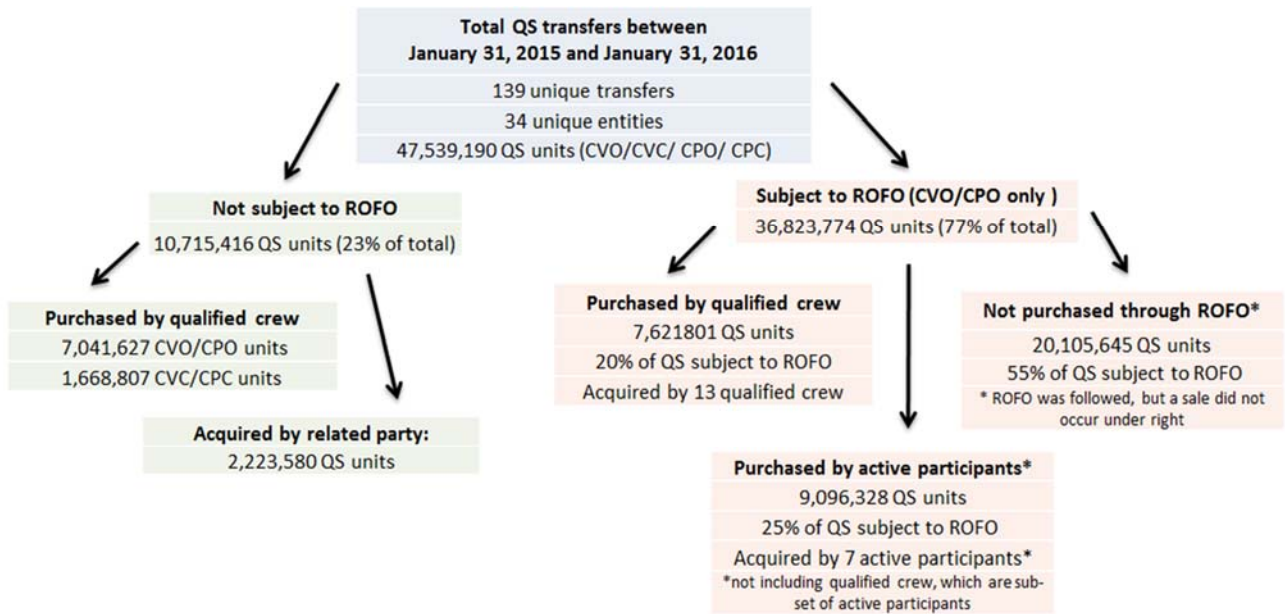 Total QS transfers between
January 31, 2015 and January 31, 2016
139 unique transfers
34 unique entities
47,539,190 QS units (CVO/CVC/ CPO/ CPC)
Not subject to ROFO
10,715,416 QS units (23% of total)
Purchased by qualified crew
7,041,627 CVO/CPO units
1,668,807 CVC/CPC units
Acquired by related party:
2,223,580 QS units
Subject to ROFO (CVO/CPO only )
36,823,774 QS units (77% of total)
Purchased by qualified crew
7,621801 QS units
20% of QS subject to ROFO
Acquired by 13 qualified crew
Purchased by active participants*
9,096,328 QS units
25% of QS subject to ROFO
Acquired by 7 active participants*
*not including qualified crew, which are sub-
set of active participants
Not purchased through ROFO*
20,105,645 QS units
55% of QS subject to ROFO
* ROFO was followed, but a sale did not
occur under right